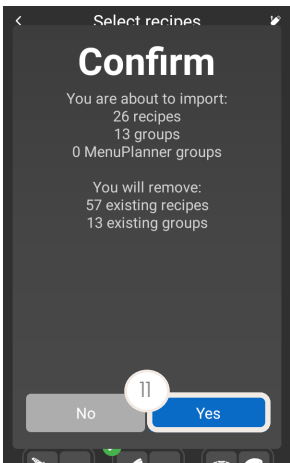 Select recipes
Confirm
You are about to import:
26 recipes
13 groups
0 MenuPlanner groups
You will remove:
57 existing recipes
13 existing groups
11
No
Yes